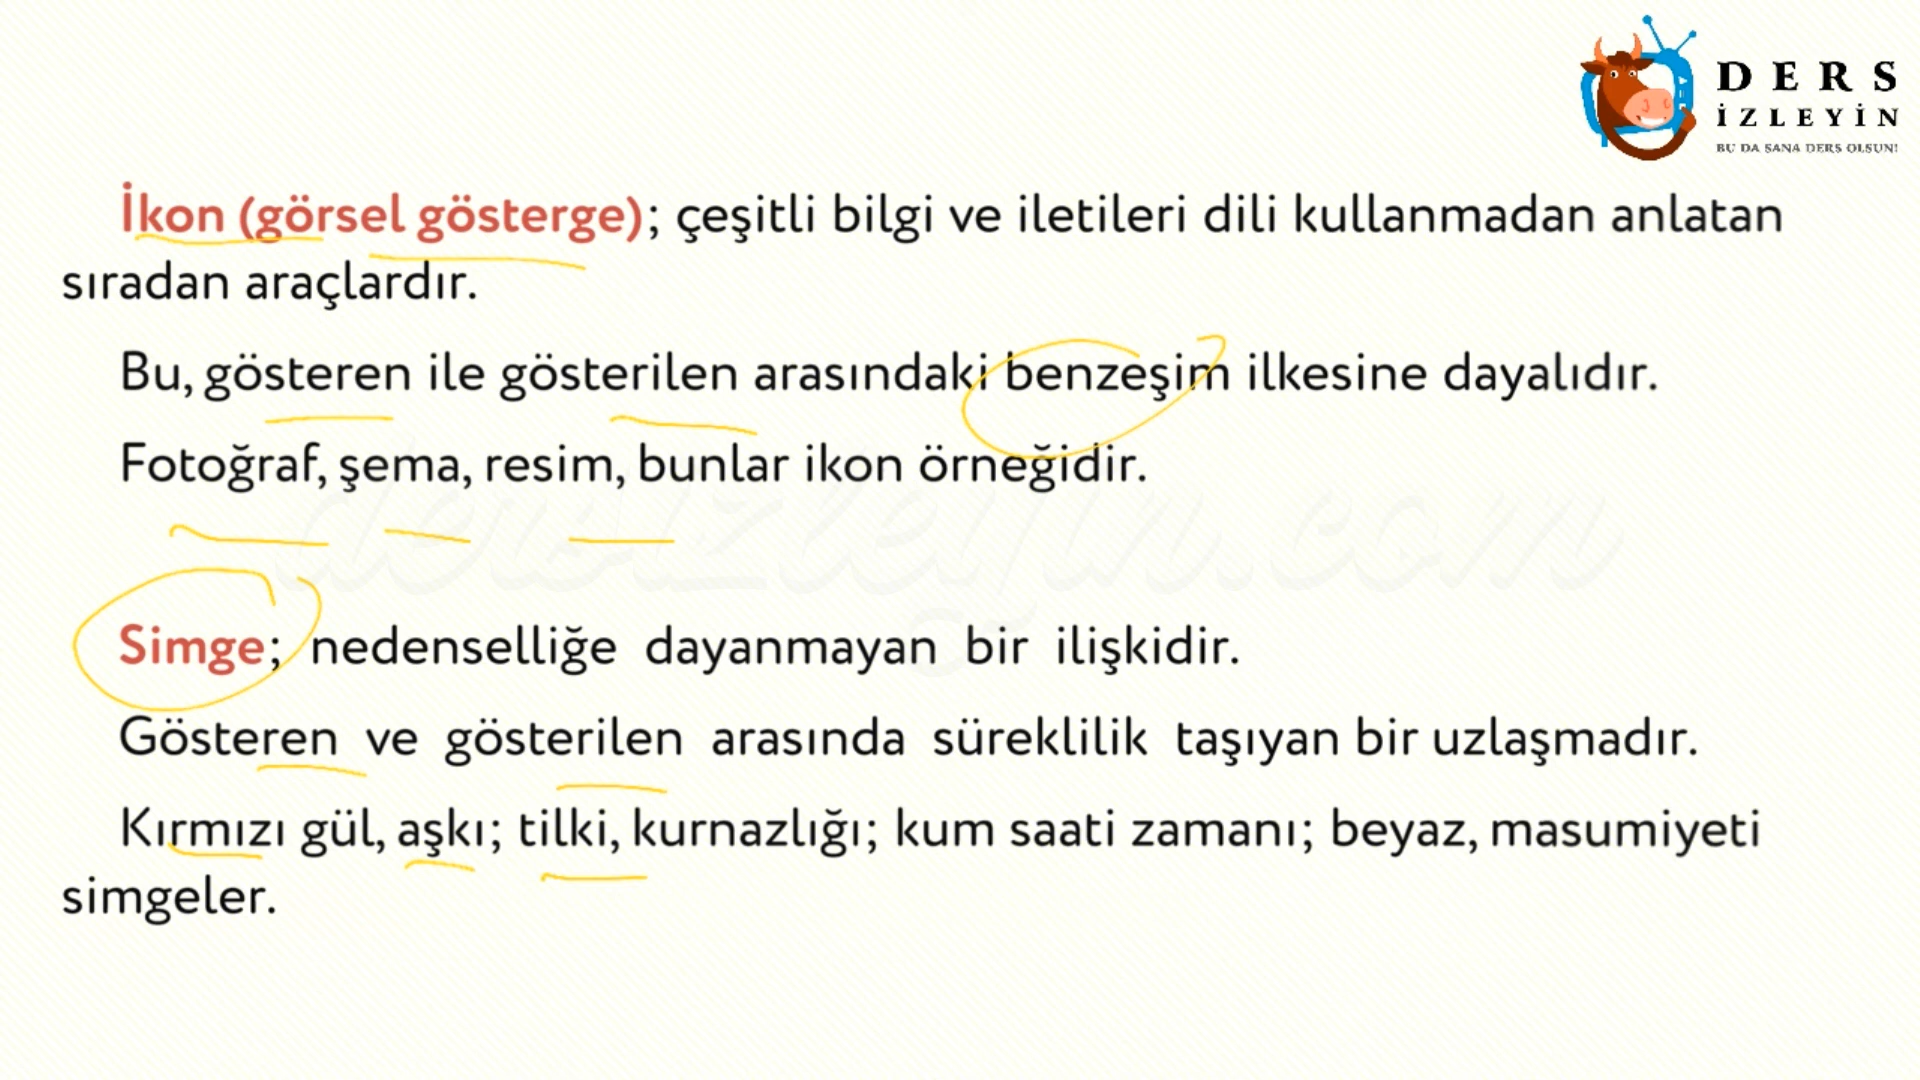 DERS
İZLEYİN
BU DA SANA DERS OLSUN!
İkon (görsel gösterge); çeşitli bilgi ve iletileri dili kullanmadan anlatan
sıradan araçlardır.
Bu, gösteren ile gösterilen arasındaki benzeşim ilkesine dayalıdır.
Fotoğraf, şema, resim, bunlar ikon örneğidir.
dersizleyin.com
Simge; nedenselliğe dayanmayan bir ilişkidir.
Gösteren ve gösterilen arasında süreklilik taşıyan bir uzlaşmadır.
Kırmızı gül, aşkı; tilki, kurnazlığı; kum saati zamanı; beyaz, masumiyeti
simgeler.